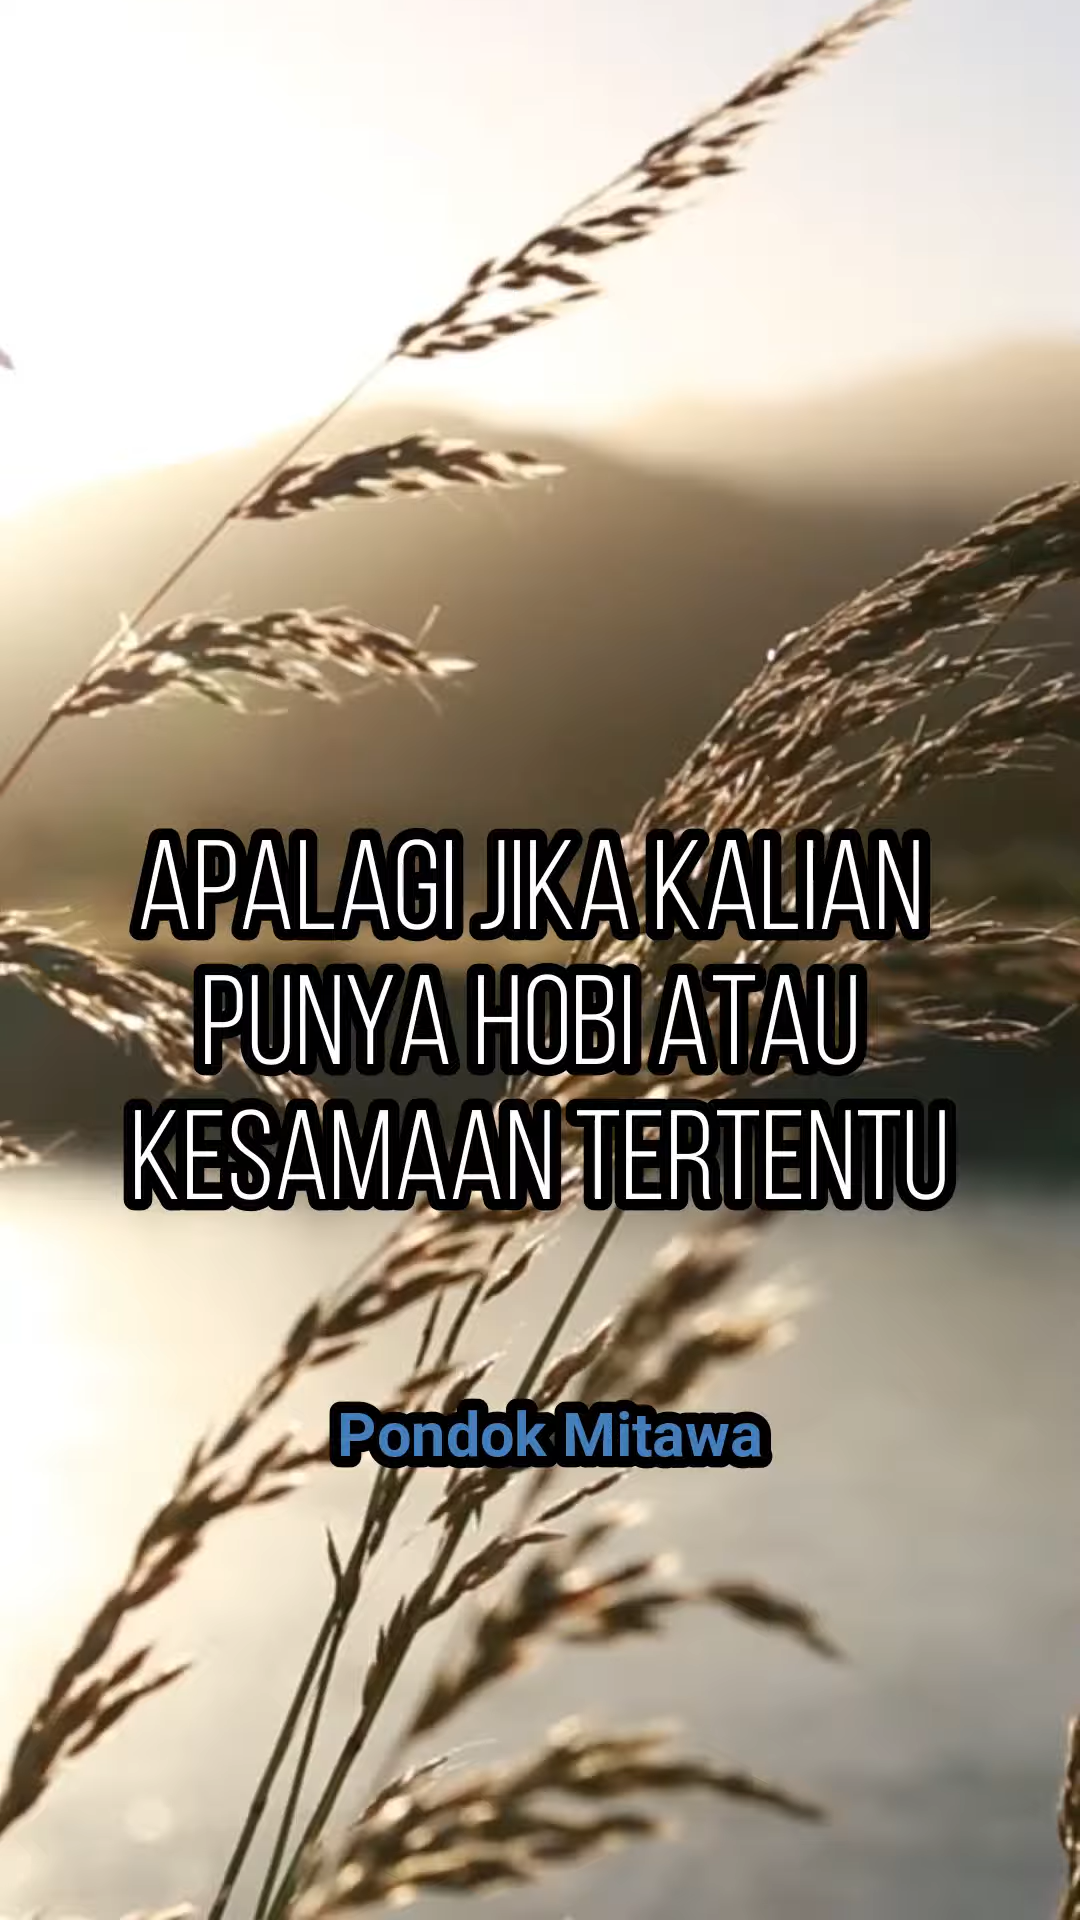 APALAGI JIKA KALIAN
PUNYA HOBI ATAU
KESAMAAN TERTENTU
Pondok Mitawa